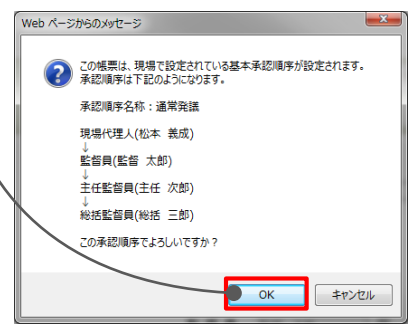 Web ページからのメッセージ
この帳票は、現場で設定されている基本承認順序が設定されます。
承認順序は下記のようになります。
承認順序名称:通常発議
現場代理人(松本 義成)
↓
監督員(監督 太郎)
↓
主任監督員(主任 次郎)
↓
総括監督員(総括 三郎)
この承認順序でよろしいですか?
OK キャンセル